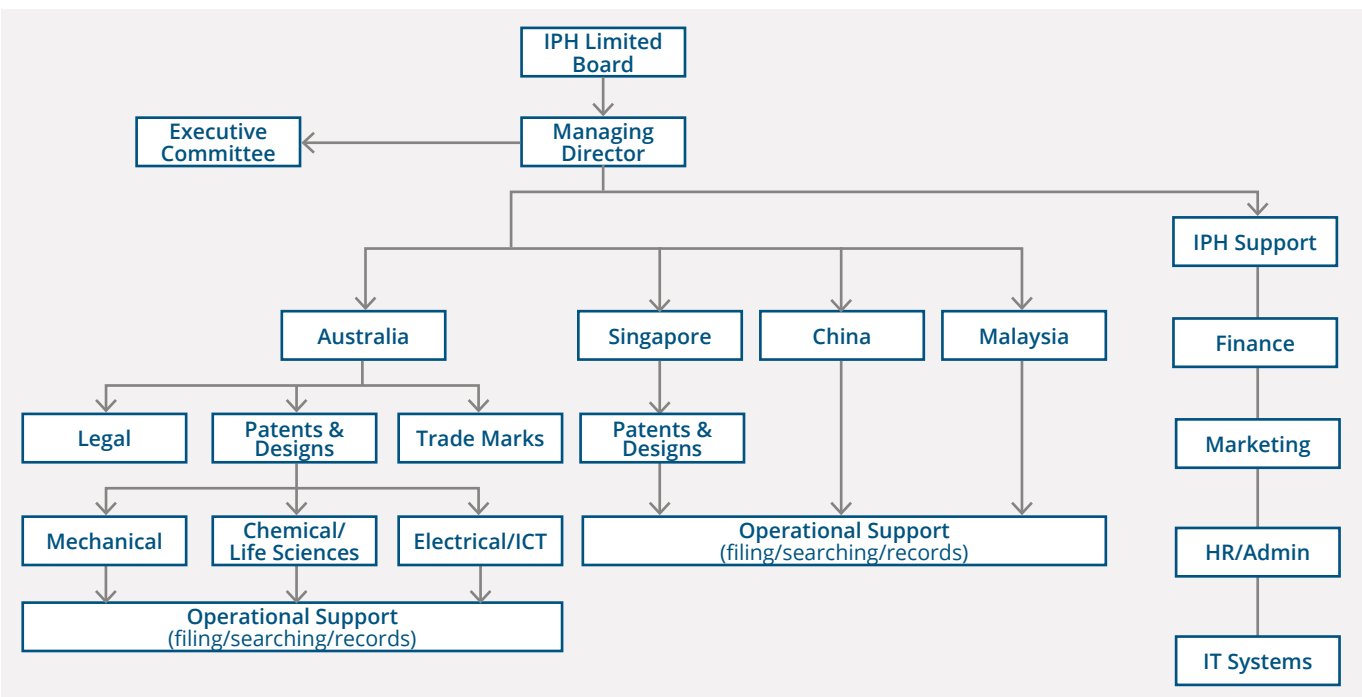 IPH Limited
Board
Executive
Committee
Managing
Director
IPH Support
Australia
Singapore
China
Malaysia
Finance
Legal
Patents &
Designs
Trade Marks
Patents &
Designs
Marketing
Mechanical
Chemical/
Life Sciences
Electrical/ICT
Operational Support
(filing/searching/records)
HR/Admin
Operational Support
(filing/searching/records)
IT Systems